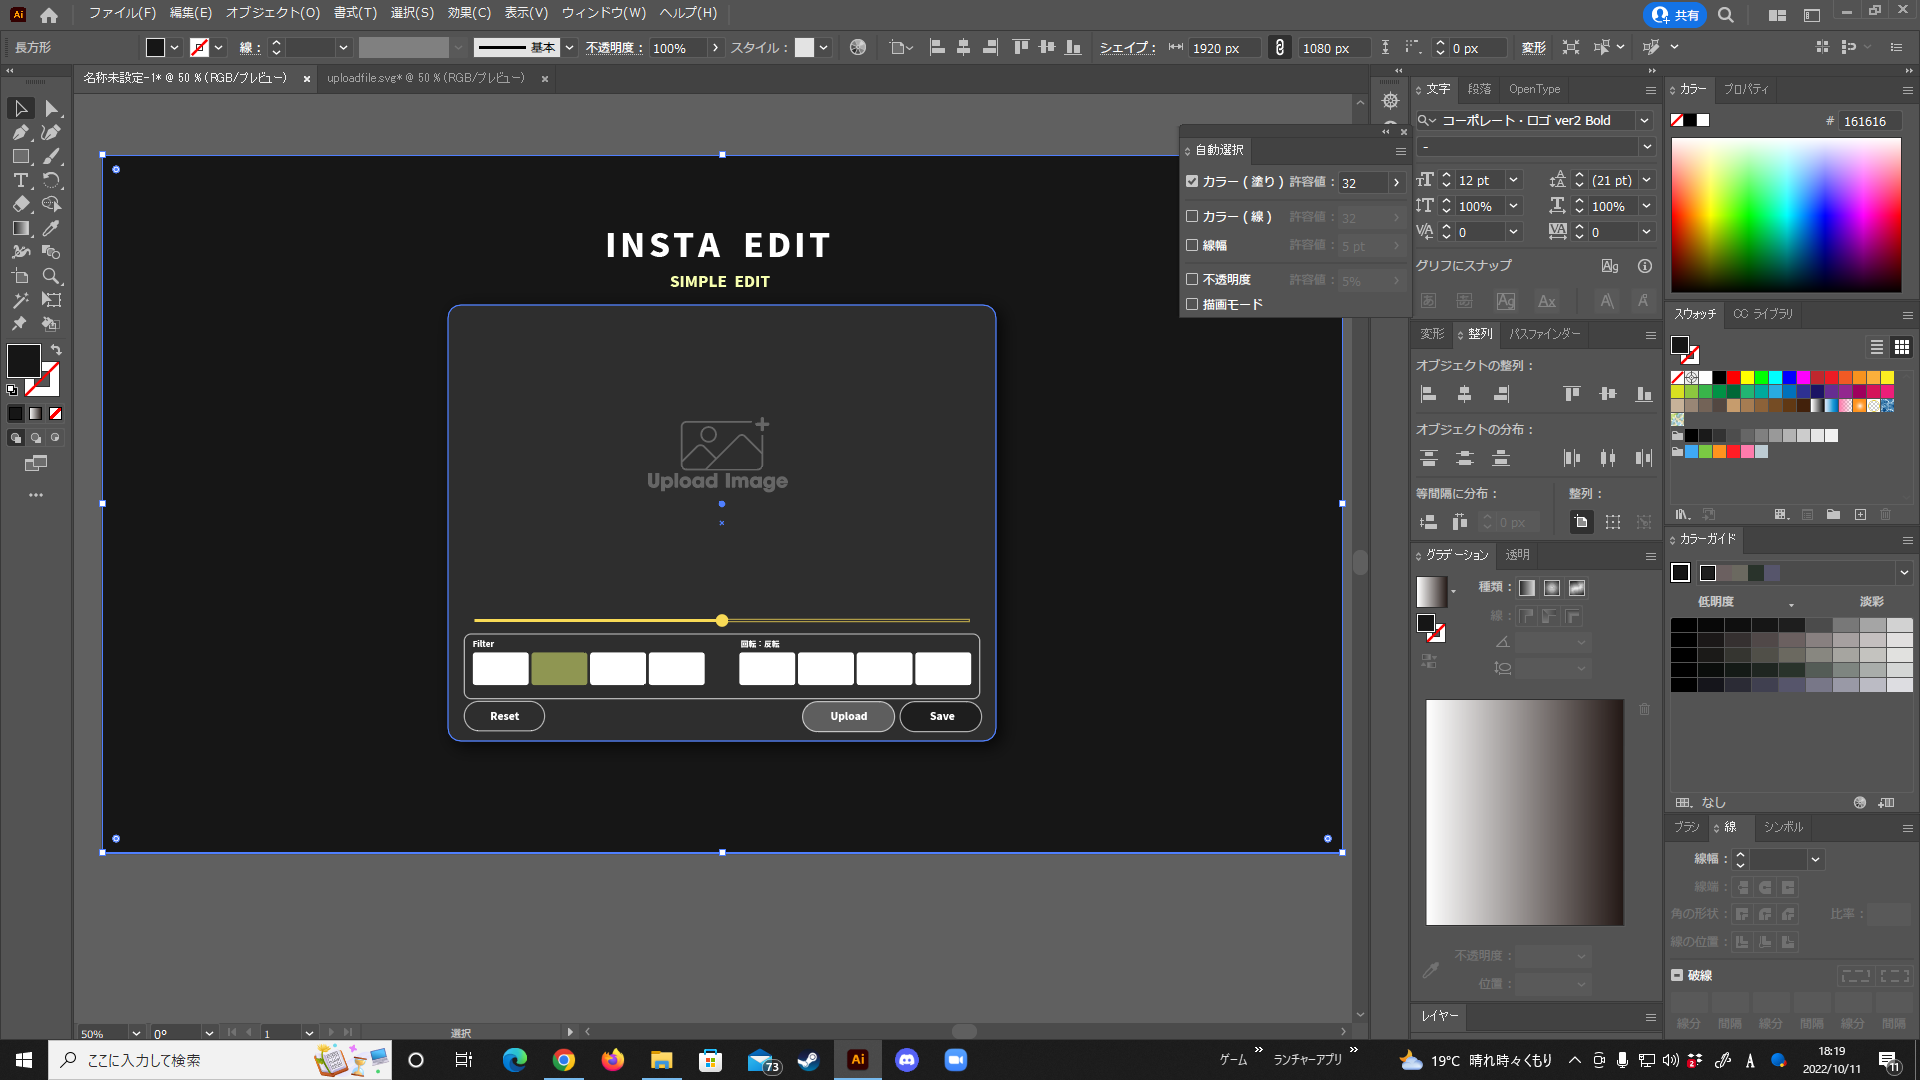 Ai
ファイル(F) 編集(E) オブジェクト(O) 書式(T) 選択(S) 効果(C) 表示(V) ウィンドウ(W) ヘルプ(H)
共有
長方形 線： 基本 不透明度： 100% スタイル： シェイプ： 1920 px 1080 px 0 px 変形
名称未設定-1* @ 50 % (RGB/プレビュー) × uploadfile.svg* @ 50 % (RGB/プレビュー) ×
INSTA EDIT
SIMPLE EDIT
Upload Image
Filter 回転：反転
Reset Upload Save
自動選択
カラー ( 塗り ) 許容値： 32
カラー ( 線 ) 許容値： 32
線幅 許容値： 5 pt
不透明度 許容値： 5%
描画モード
文字 段落 OpenType
コーポレート・ロゴ ver2 Bold
-
12 pt (21 pt)
100% 100%
0 0
グリフにスナップ
変形 整列 パスファインダー
オブジェクトの整列：
オブジェクトの分布：
等間隔に分布： 整列：
0 px
グラデーション 透明
種類：
線：
不透明度：
位置：
レイヤー
カラー プロパティ
# 161616
スウォッチ CC ライブラリ
カラーガイド
低明度 淡彩
なし
ブラシ 線 シンボル
線幅：
線端：
角の形状： 比率：
線の位置：
破線
線分 間隔 線分 間隔 線分 間隔
50% 0° 1 選択
ここに入力して検索
73
Ai
ゲーム » ランチャーアプリ »
19°C 晴れ時々くもり
2
A
18:19
2022/10/11
11